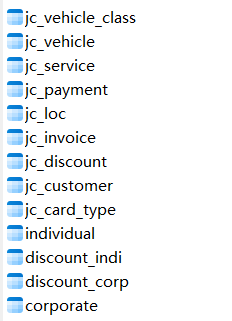 jc_vehicle_class
jc_vehicle
jc_service
jc_payment
jc_loc
jc_invoice
jc_discount
jc_customer
jc_card_type
individual
discount_indi
discount_corp
corporate